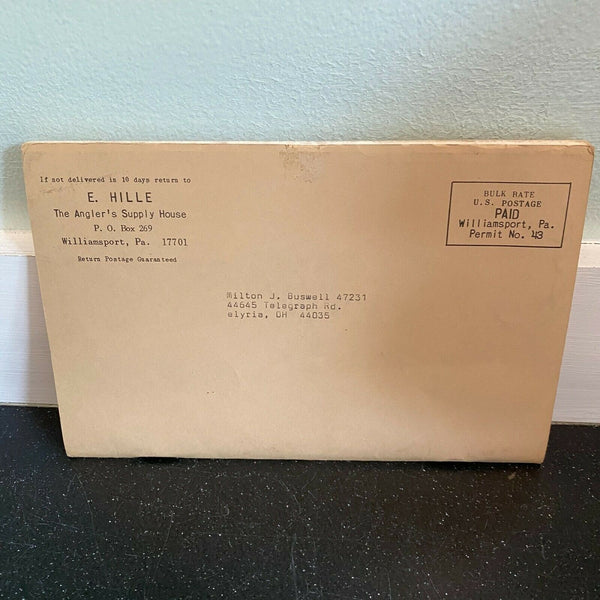 If not delivered in 10 days return to
E. HILLE
The Angler's Supply House
P. O. Box 269
Williamsport, Pa. 17701
Return Postage Guaranteed
BULK RATE
U. S. POSTAGE
PAID
Williamsport, Pa.
Permit No. 43
Milton J. Buswell 47231
44645 Telegraph Rd.
elyria, OH 44035